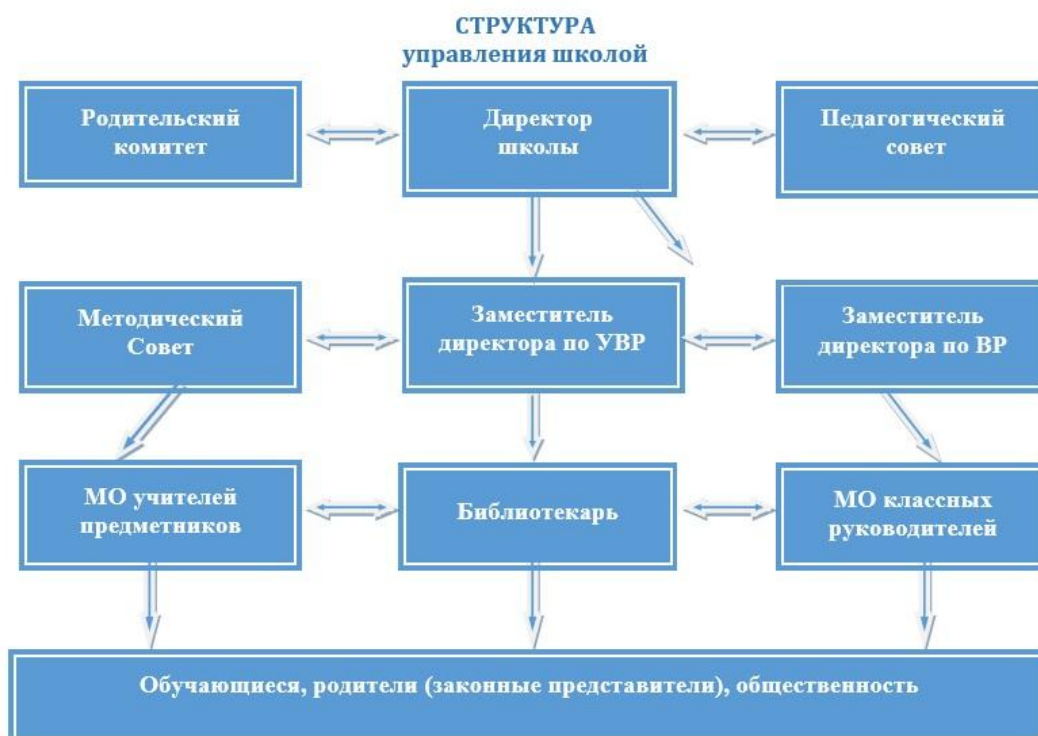 СТРУКТУРА
управления школой
Родительский
комитет
Директор
школы
Педагогический
совет
Методический
Совет
Заместитель
директора по УВР
Заместитель
директора по ВР
МО учителей
предметников
Библиотекарь
МО классных
руководителей
Обучающиеся, родители (законные представители), общественность